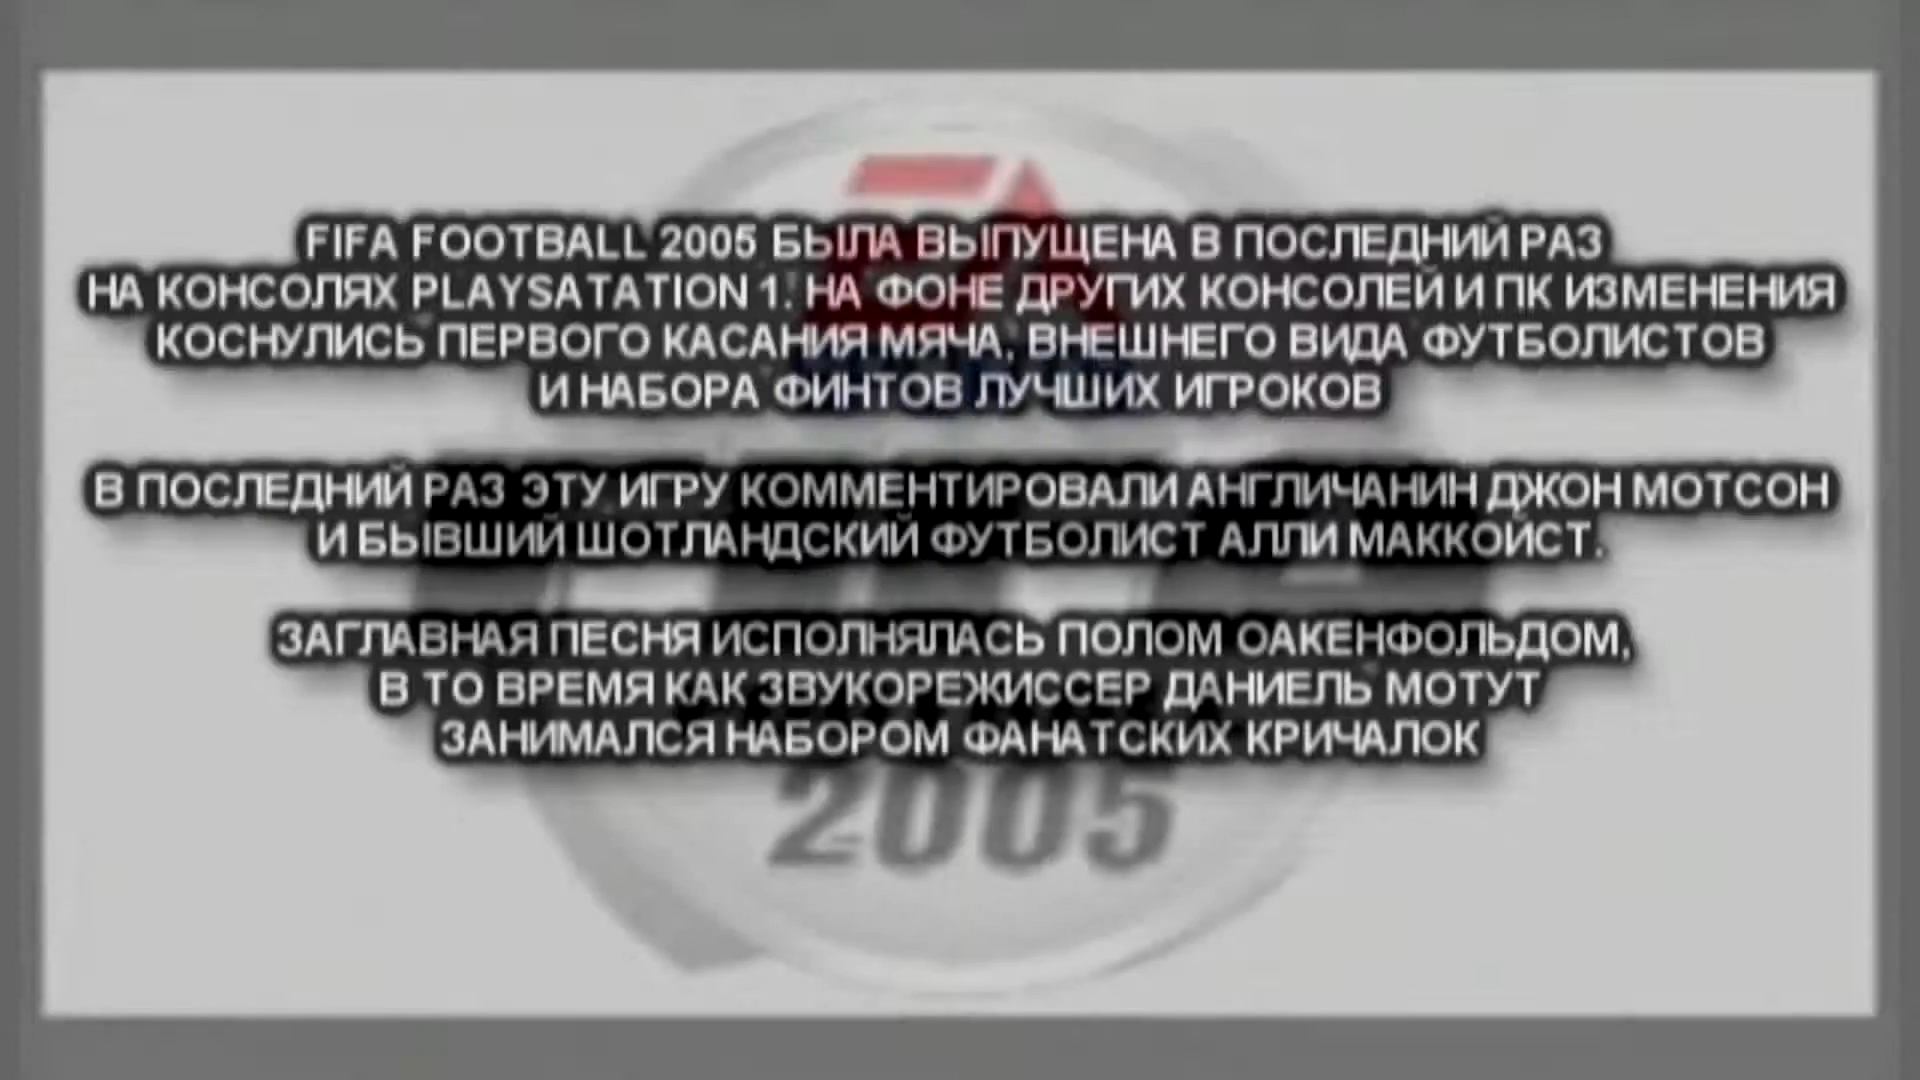 FIFA FOOTBALL 2005 БЫЛА ВЫПУЩЕНА В ПОСЛЕДНИЙ РАЗ
НА КОНСОЛЯХ PLAYSATATION 1. НА ФОНЕ ДРУГИХ КОНСОЛЕЙ И ПК ИЗМЕНЕНИЯ
КОСНУЛИСЬ ПЕРВОГО КАСАНИЯ МЯЧА, ВНЕШНЕГО ВИДА ФУТБОЛИСТОВ
И НАБОРА ФИНТОВ ЛУЧШИХ ИГРОКОВ
В ПОСЛЕДНИЙ РАЗ ЭТУ ИГРУ КОММЕНТИРОВАЛИ АНГЛИЧАНИН ДЖОН МОТСОН
И БЫВШИЙ ШОТЛАНДСКИЙ ФУТБОЛИСТ АЛЛИ МАККОЙСТ.
ЗАГЛАВНАЯ ПЕСНЯ ИСПОЛНЯЛАСЬ ПОЛОМ ОАКЕНФОЛЬДОМ,
В ТО ВРЕМЯ КАК ЗВУКОРЕЖИССЕР ДАНИЕЛЬ МОТУТ
ЗАНИМАЛСЯ НАБОРОМ ФАНАТСКИХ КРИЧАЛОК
2005